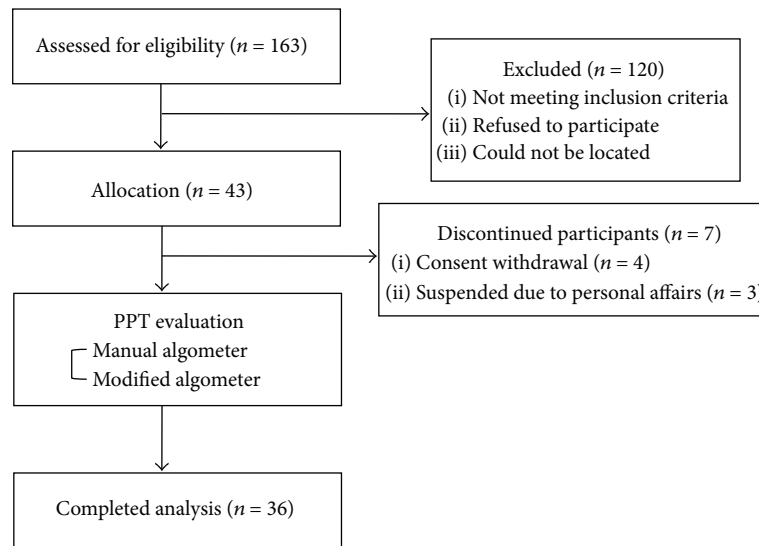 Assessed for eligibility (n = 163)
Excluded (n = 120)
(i) Not meeting inclusion criteria
(ii) Refused to participate
(iii) Could not be located
Allocation (n = 43)
Discontinued participants (n = 7)
(i) Consent withdrawal (n = 4)
(ii) Suspended due to personal affairs (n = 3)
PPT evaluation
Manual algometer
Modified algometer
Completed analysis (n = 36)